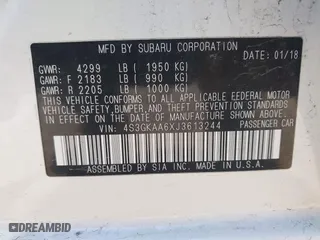 MFD BY SUBARU CORPORATION
GVWR: 4299 LB ( 1950 KG) DATE: 01/18
GAWR: F 2183 LB ( 990 KG)
GAWR: R 2205 LB ( 1000 KG)
THIS VEHICLE CONFORMS TO ALL APPLICABLE FEDERAL MOTOR
VEHICLE SAFETY, BUMPER, AND THEFT PREVENTION STANDARDS
IN EFFECT ON THE DATE OF MANUFACTURE SHOWN ABOVE.
VIN: 4S3GKAA6XJ3613244 PASSENGER CAR
ASSEMBLED BY SIA MADE IN U.S.A.